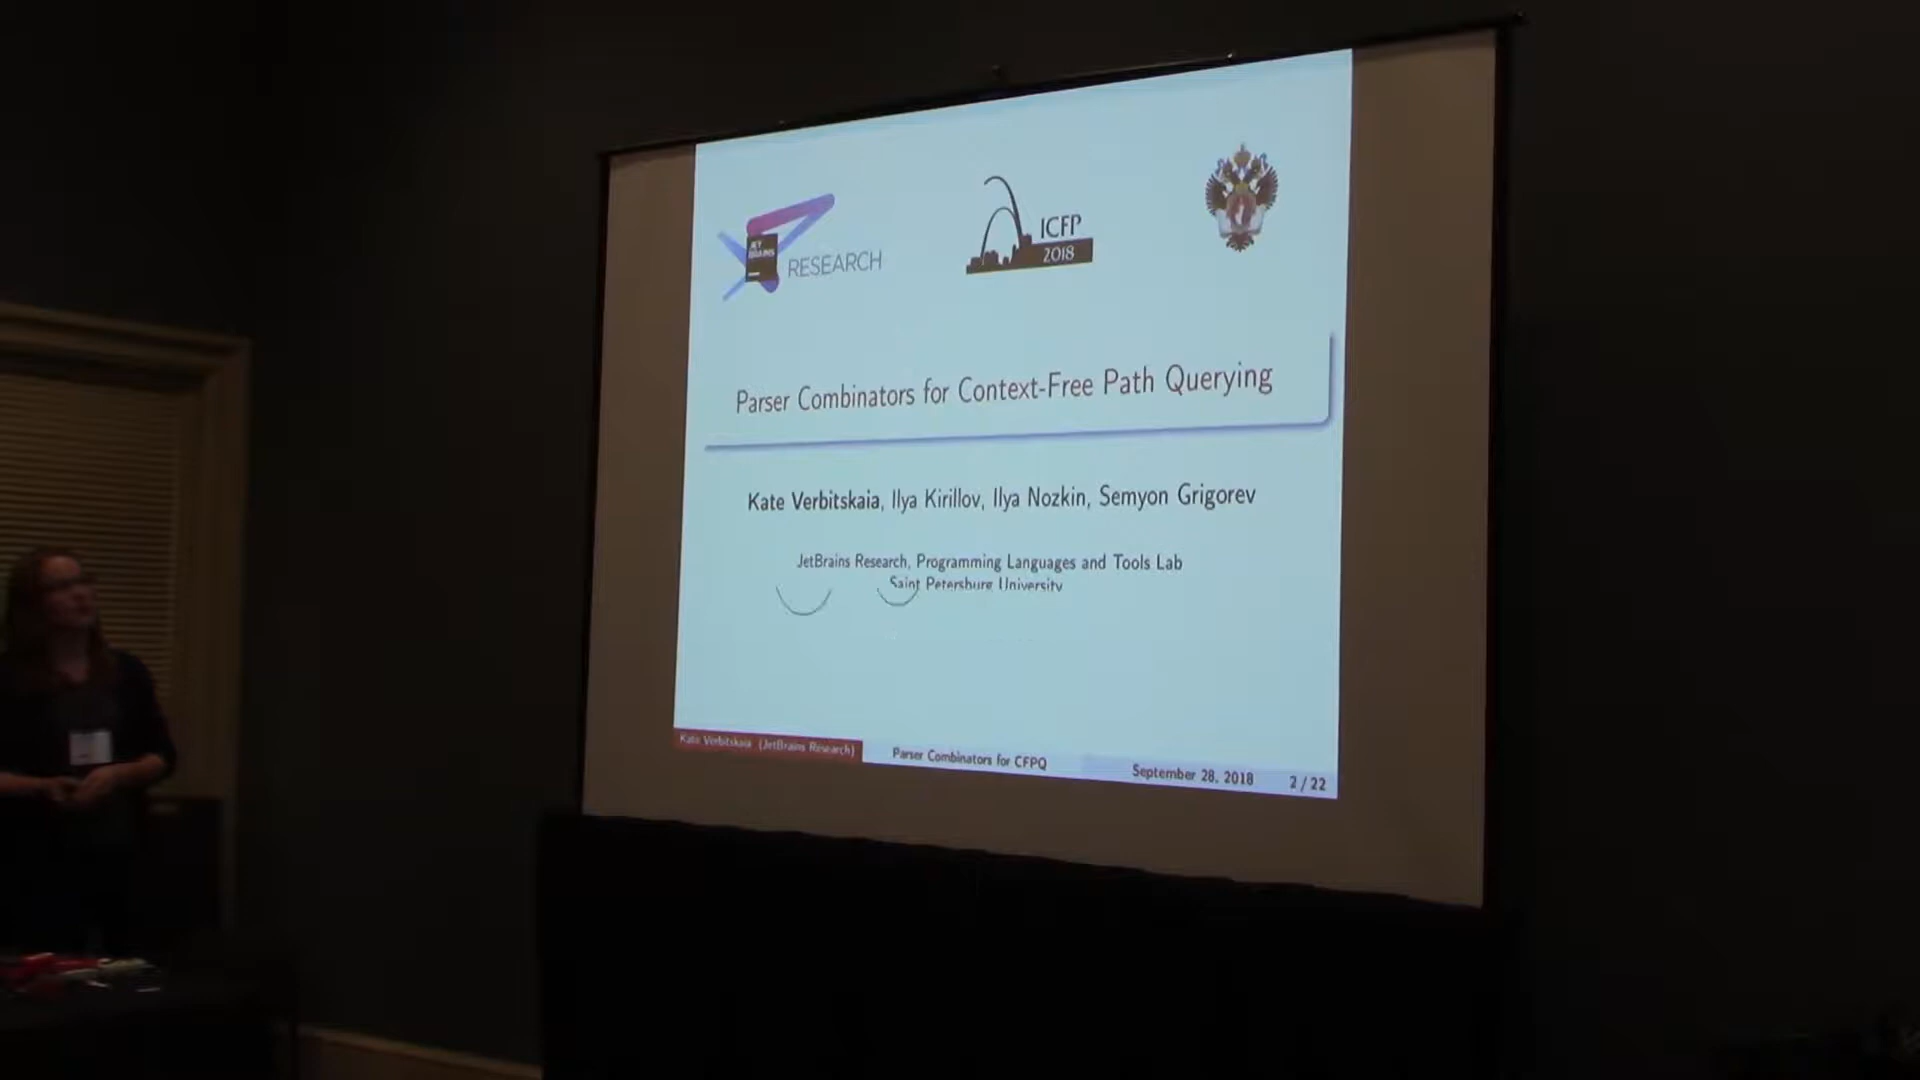 JET
BRAINS
RESEARCH
ICFP
2018
Parser Combinators for Context-Free Path Querying
Kate Verbitskaia, Ilya Kirillov, Ilya Nozkin, Semyon Grigorev
JetBrains Research, Programming Languages and Tools Lab
Saint Petersburg University
Kate Verbitskaia (JetBrains Research)
Parser Combinators for CFPQ
September 28, 2018
2 / 22